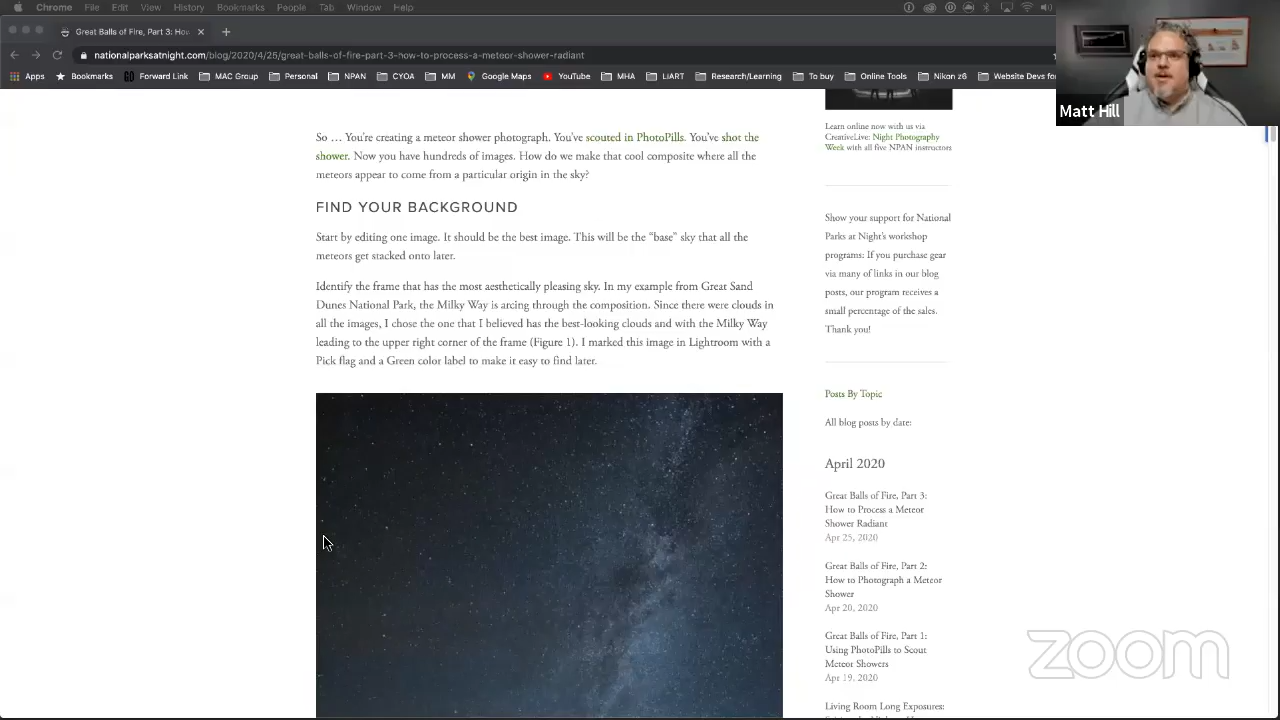 Chrome File Edit View History Bookmarks People Tab Window Help
Great Balls of Fire, Part 3: Hov
nationalparksatnight.com/blog/2020/4/25/great-balls-of-fire-part-3-how-to-process-a-meteor-shower-radiant
Apps Bookmarks Forward Link MAC Group Personal NPAN CYOA MM Google Maps YouTube MHA LIART Research/Learning To buy Online Tools Nikon z6 Website Devs for
Matt Hill
So … You're creating a meteor shower photograph. You've scouted in PhotoPills. You've shot the
shower. Now you have hundreds of images. How do we make that cool composite where all the
meteors appear to come from a particular origin in the sky?
FIND YOUR BACKGROUND
Start by editing one image. It should be the best image. This will be the “base” sky that all the
meteors get stacked onto later.
Identify the frame that has the most aesthetically pleasing sky. In my example from Great Sand
Dunes National Park, the Milky Way is arcing through the composition. Since there were clouds in
all the images, I chose the one that I believed has the best-looking clouds and with the Milky Way
leading to the upper right corner of the frame (Figure 1). I marked this image in Lightroom with a
Pick flag and a Green color label to make it easy to find later.
Learn online now with us via
CreativeLive: Night Photography
Week with all five NPAN instructors
Show your support for National
Parks at Night's workshop
programs: If you purchase gear
via many of links in our blog
posts, our program receives a
small percentage of the sales.
Thank you!
Posts By Topic
All blog posts by date:
April 2020
Great Balls of Fire, Part 3:
How to Process a Meteor
Shower Radiant
Apr 25, 2020
Great Balls of Fire, Part 2:
How to Photograph a Meteor
Shower
Apr 20, 2020
Great Balls of Fire, Part 1:
Using PhotoPills to Scout
Meteor Showers
Apr 19, 2020
Living Room Long Exposures:
zoom